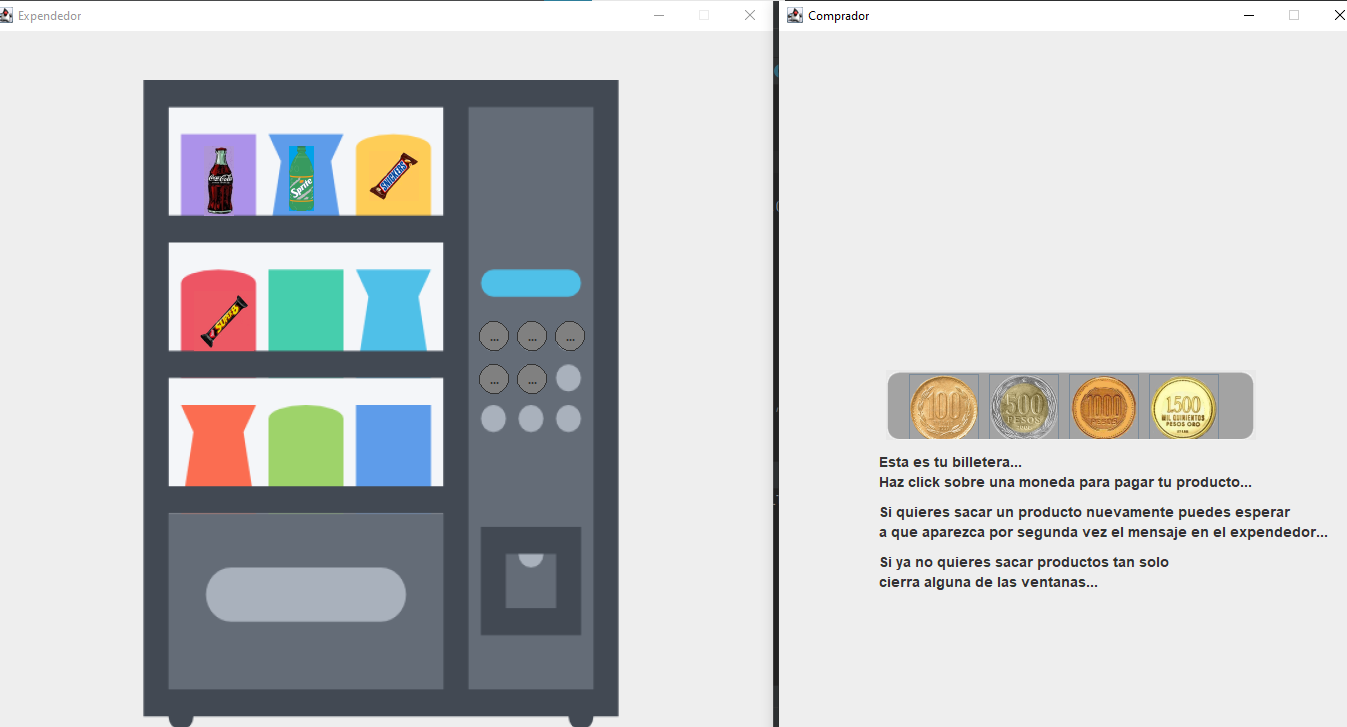 Expendedor
Comprador
Coca-Cola
Sprite
SNICKERS
...
...
...
...
...
100
500
PESOS
1000
PESOS
1500
MIL QUINIENTOS
PESOS ORO
Esta es tu billetera...
Haz click sobre una moneda para pagar tu producto...
Si quieres sacar un producto nuevamente puedes esperar
a que aparezca por segunda vez el mensaje en el expendedor...
Si ya no quieres sacar productos tan solo
cierra alguna de las ventanas...